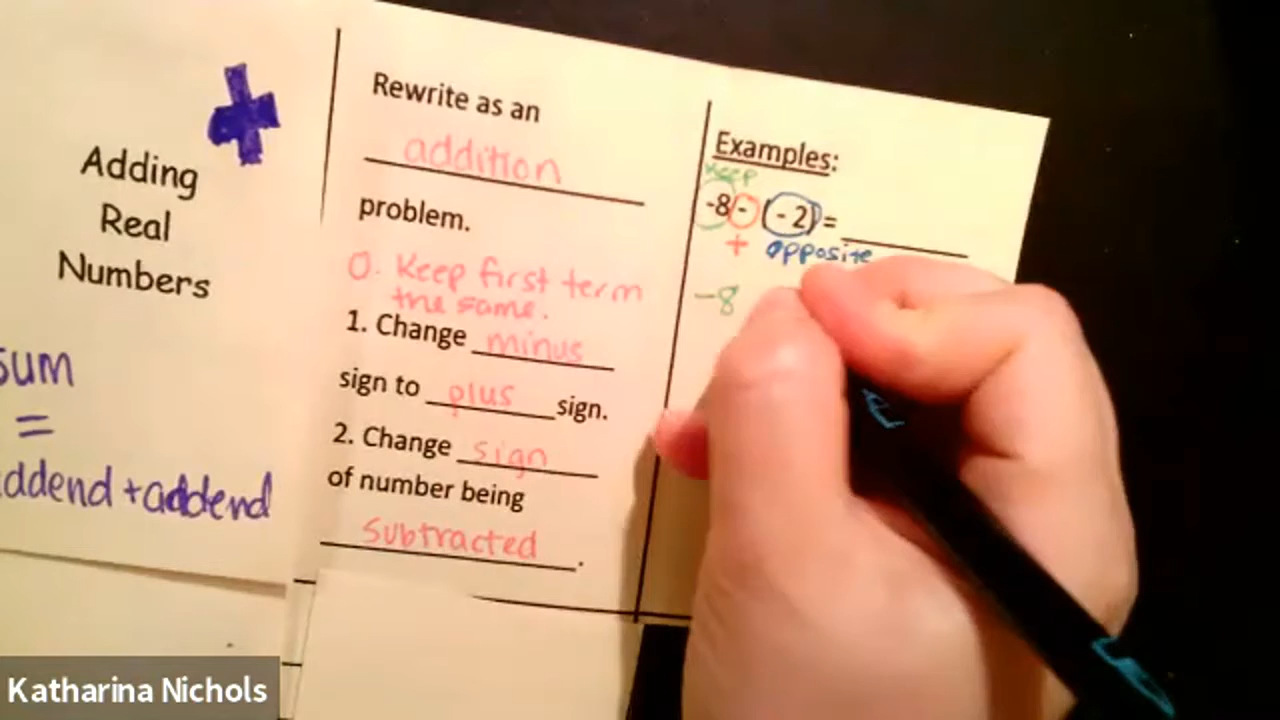 Adding
Real
Numbers
sum
=
addend + addend
Rewrite as an
addition
problem.
0. Keep first term
the same.
1. Change minus
sign to plus sign.
2. Change sign
of number being
subtracted.
Examples:
keep
-8 - (-2) =
+ opposite
-8
Katharina Nichols